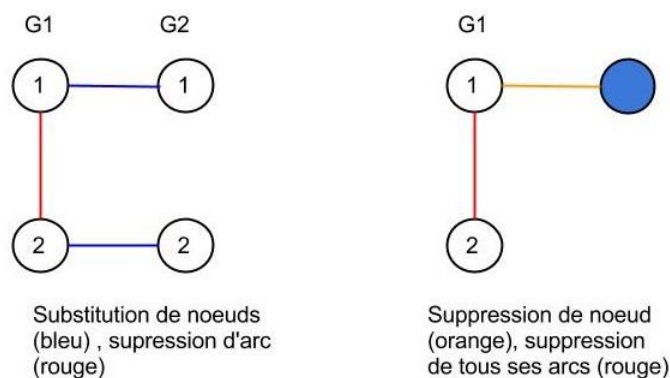 G1 G2
1 1
2 2
Substitution de noeuds
(bleu) , supression d'arc
(rouge)
G1
1
2
Suppression de noeud
(orange), suppression
de tous ses arcs (rouge)